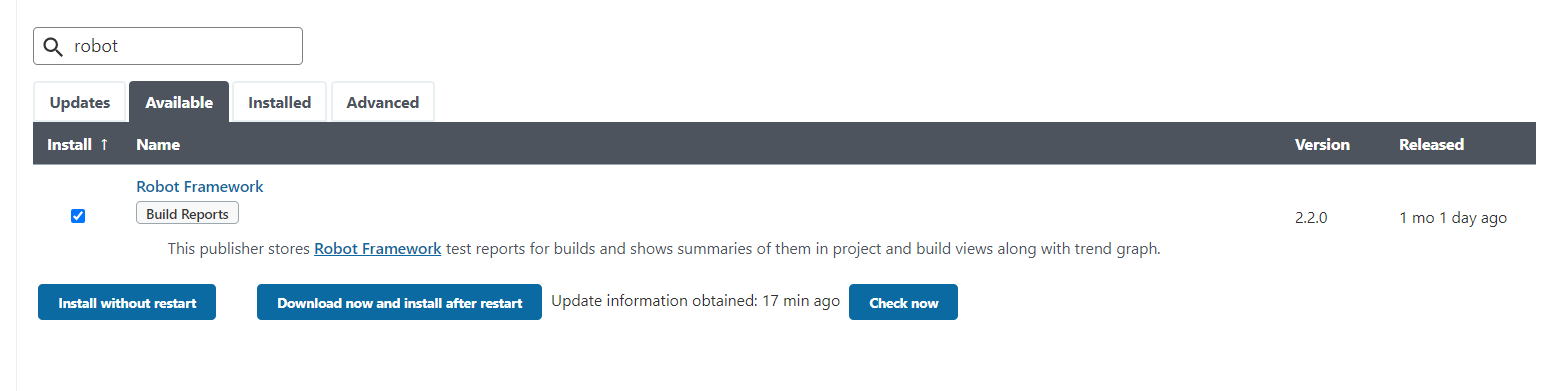 robot
Updates Available Installed Advanced
Install ↑ Name Version Released
Robot Framework
Build Reports
2.2.0 1 mo 1 day ago
This publisher stores Robot Framework test reports for builds and shows summaries of them in project and build views along with trend graph.
Install without restart Download now and install after restart Update information obtained: 17 min ago Check now